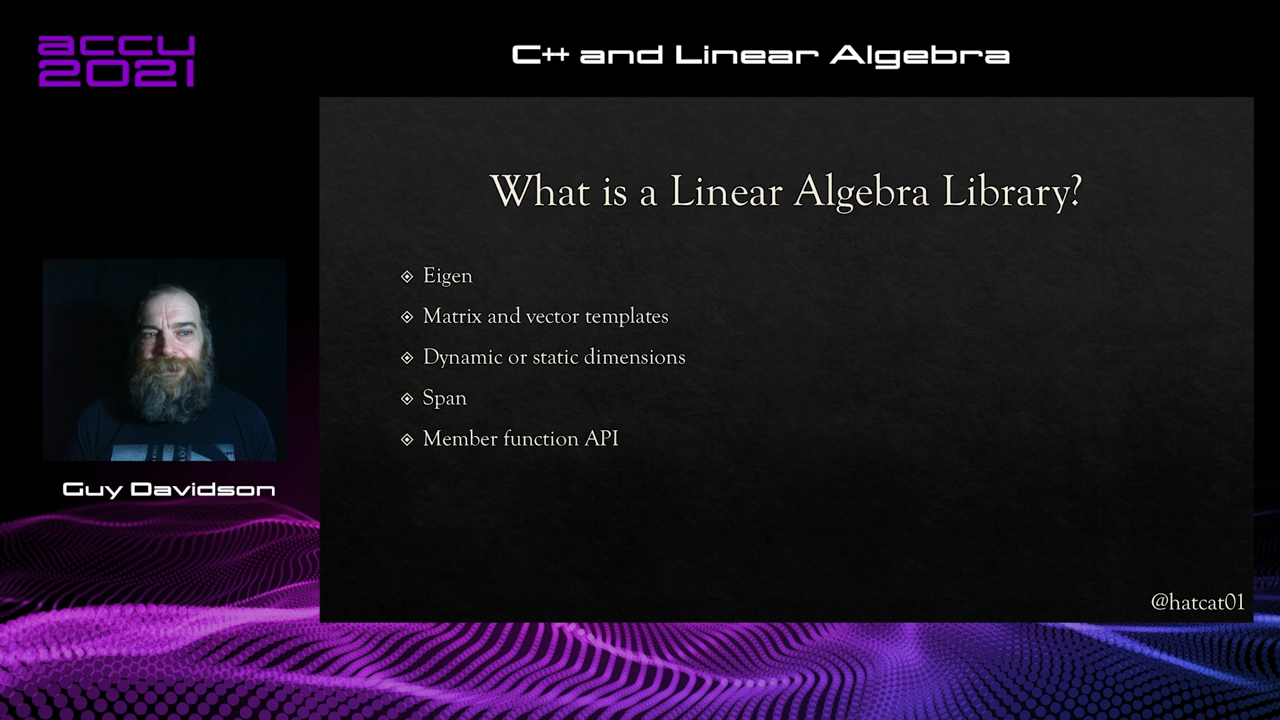 accu
2021
C++ and Linear Algebra
What is a Linear Algebra Library?
Eigen
Matrix and vector templates
Dynamic or static dimensions
Span
Member function API
Guy Davidson
@hatcat01